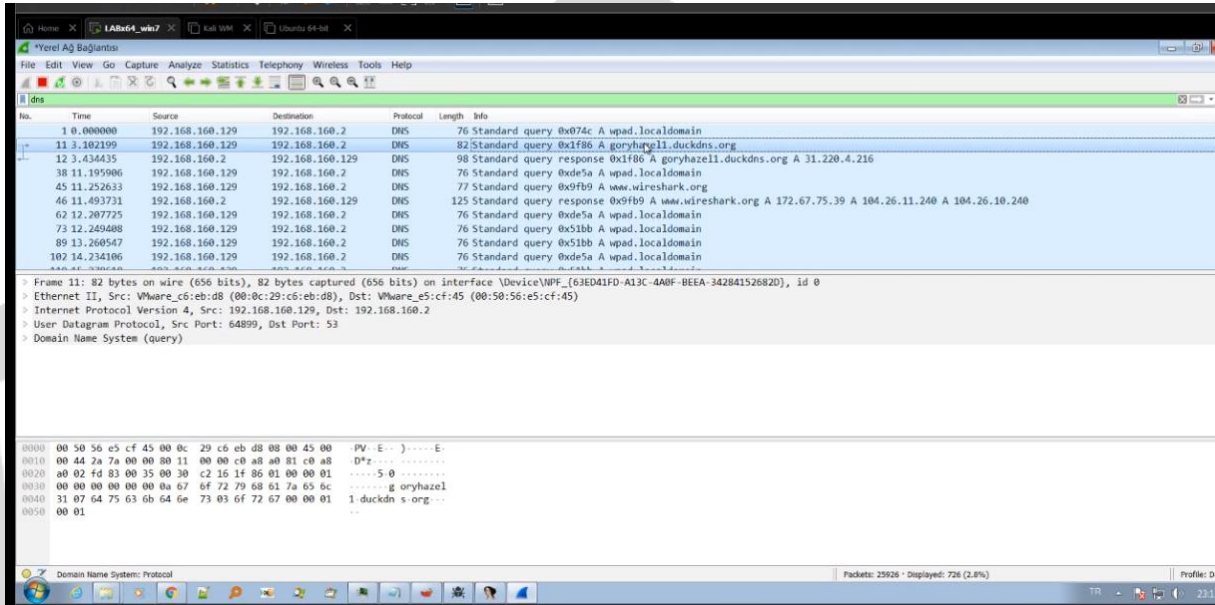 Home LABx64_win7 Kali WM Ubuntu 64-bit
*Yerel Ağ Bağlantısı
File Edit View Go Capture Analyze Statistics Telephony Wireless Tools Help
dns
No. Time Source Destination Protocol Length Info
1 0.000000 192.168.160.129 192.168.160.2 DNS 76 Standard query 0x074c A wpad.localdomain
11 3.102199 192.168.160.129 192.168.160.2 DNS 82 Standard query 0x1f86 A goryhazel1.duckdns.org
12 3.434435 192.168.160.2 192.168.160.129 DNS 98 Standard query response 0x1f86 A goryhazel1.duckdns.org A 31.220.4.216
38 11.195906 192.168.160.129 192.168.160.2 DNS 76 Standard query 0xde5a A wpad.localdomain
45 11.252633 192.168.160.129 192.168.160.2 DNS 77 Standard query 0x9fb9 A www.wireshark.org
46 11.493731 192.168.160.2 192.168.160.129 DNS 125 Standard query response 0x9fb9 A www.wireshark.org A 172.67.75.39 A 104.26.11.240 A 104.26.10.240
62 12.207725 192.168.160.129 192.168.160.2 DNS 76 Standard query 0xde5a A wpad.localdomain
73 12.249408 192.168.160.129 192.168.160.2 DNS 76 Standard query 0x51bb A wpad.localdomain
89 13.260547 192.168.160.129 192.168.160.2 DNS 76 Standard query 0x51bb A wpad.localdomain
102 14.234106 192.168.160.129 192.168.160.2 DNS 76 Standard query 0xde5a A wpad.localdomain
Frame 11: 82 bytes on wire (656 bits), 82 bytes captured (656 bits) on interface \Device\NPF_{63ED41FD-A13C-4A0F-BEEA-34284152682D}, id 0
Ethernet II, Src: VMware_c6:eb:d8 (00:0c:29:c6:eb:d8), Dst: VMware_e5:cf:45 (00:50:56:e5:cf:45)
Internet Protocol Version 4, Src: 192.168.160.129, Dst: 192.168.160.2
User Datagram Protocol, Src Port: 64899, Dst Port: 53
Domain Name System (query)
0000 00 50 56 e5 cf 45 00 0c 29 c6 eb d8 08 00 45 00 ·PV··E·· )·····E·
0010 00 44 2a 7a 00 00 80 11 00 00 c0 a8 a0 81 c0 a8 ·D*z···· ········
0020 a0 02 fd 83 00 35 00 30 c2 16 1f 86 01 00 00 01 ·····5·0 ········
0030 00 00 00 00 00 00 0a 67 6f 72 79 68 61 7a 65 6c ·······g oryhazel
0040 31 07 64 75 63 6b 64 6e 73 03 6f 72 67 00 00 01 1·duckdn s·org···
0050 00 01 ··
Domain Name System: Protocol Packets: 25926 · Displayed: 726 (2.8%) Profile: D
TR 23:1